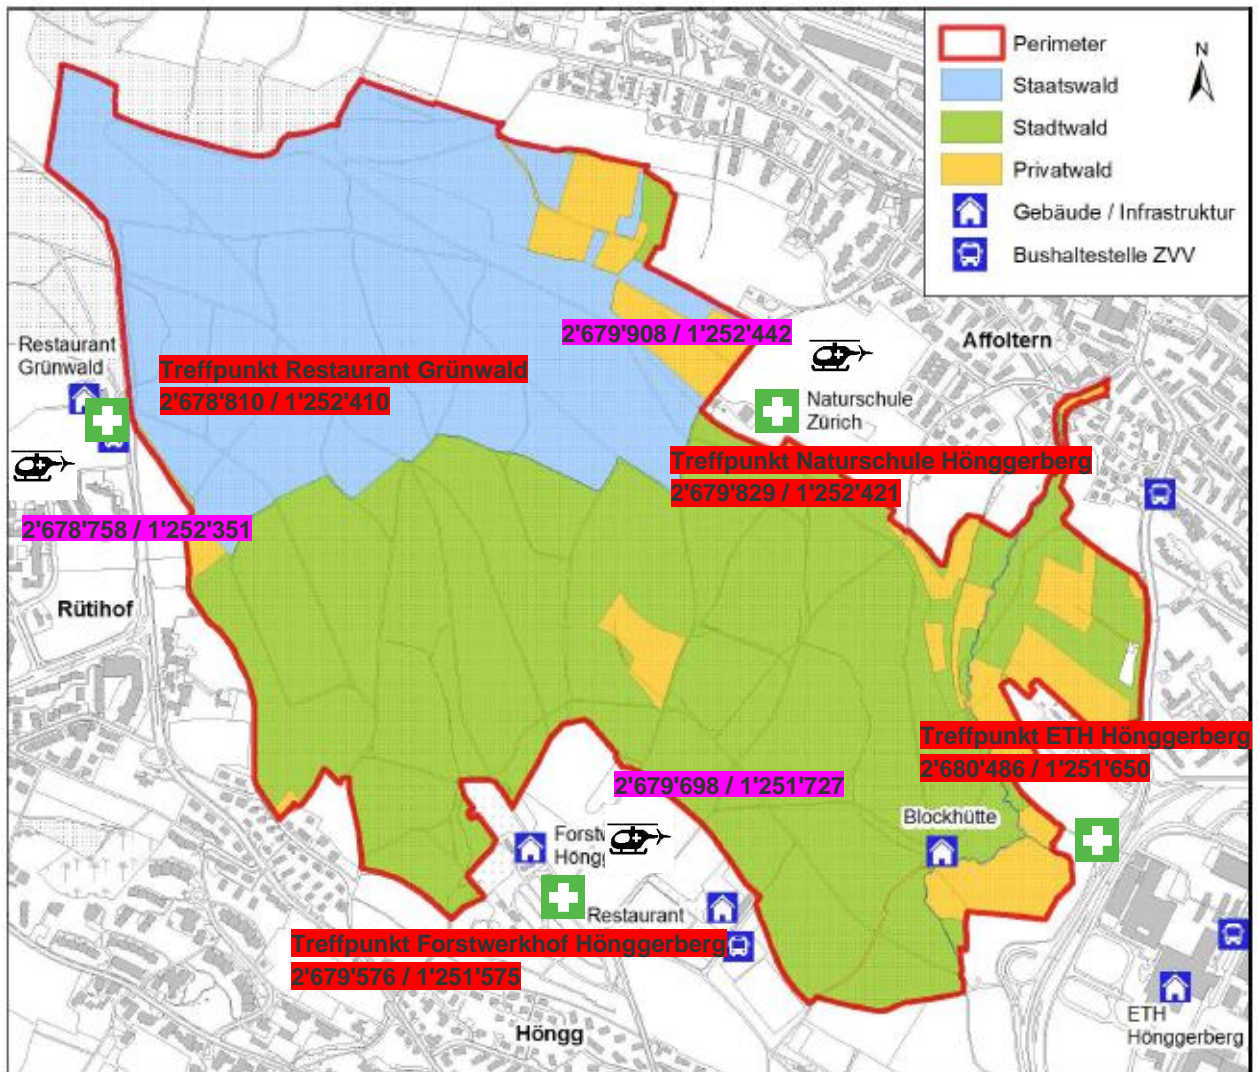 Perimeter
N
Staatswald
Stadtwald
Privatwald
Gebäude / Infrastruktur
Bushaltestelle ZVV
2'679'908 / 1'252'442
Affoltern
Restaurant
Grünwald
Treffpunkt Restaurant Grünwald
2'678'810 / 1'252'410
Naturschule
Zürich
Treffpunkt Naturschule Hönggerberg
2'679'829 / 1'252'421
2'678'758 / 1'252'351
Rütihof
Treffpunkt ETH Hönggerberg
2'680'486 / 1'251'650
2'679'698 / 1'251'727
Blockhütte
Restaurant
Treffpunkt Forstwerkhof Hönggerberg
2'679'576 / 1'251'575
Höngg
ETH
Hönggerberg